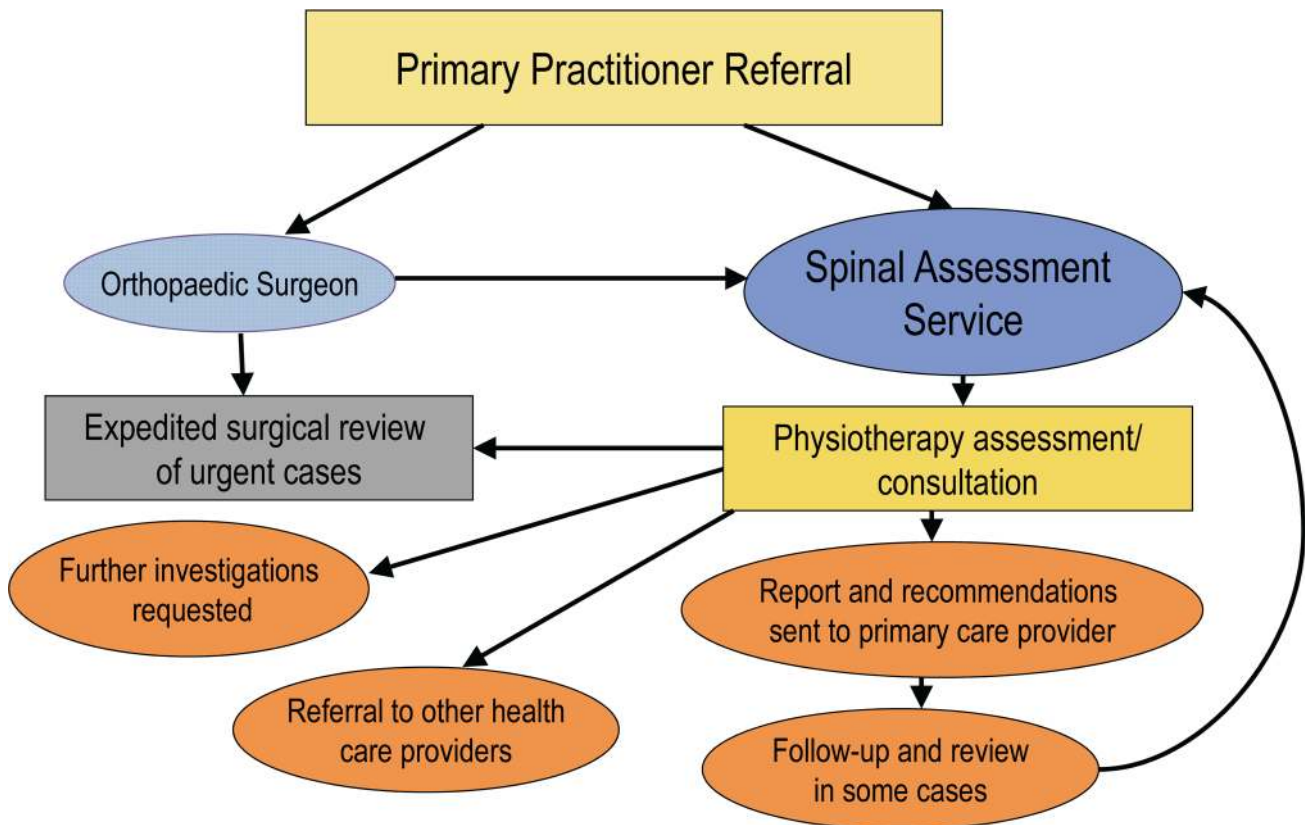 Primary Practitioner Referral
Orthopaedic Surgeon
Spinal Assessment
Service
Expedited surgical review
of urgent cases
Physiotherapy assessment/
consultation
Further investigations
requested
Report and recommendations
sent to primary care provider
Referral to other health
care providers
Follow-up and review
in some cases